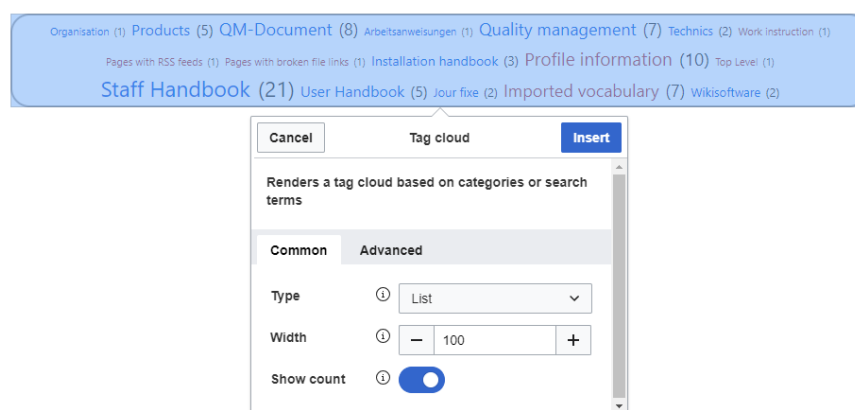 Organisation (1) Products (5) QM-Document (8) Arbeitsanweisungen (1) Quality management (7) Technics (2) Work instruction (1)
Pages with RSS feeds (1) Pages with broken file links (1) Installation handbook (3) Profile information (10) Top Level (1)
Staff Handbook (21) User Handbook (5) Jour fixe (2) Imported vocabulary (7) Wikisoftware (2)
Cancel Tag cloud Insert
Renders a tag cloud based on categories or search
terms
Common Advanced
Type List
Width 100
Show count